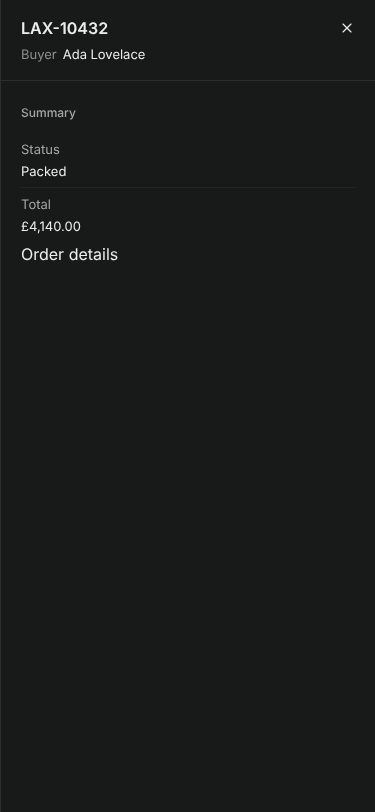 LAX-10432
Buyer Ada Lovelace
Summary
Status
Packed
Total
£4,140.00
Order details